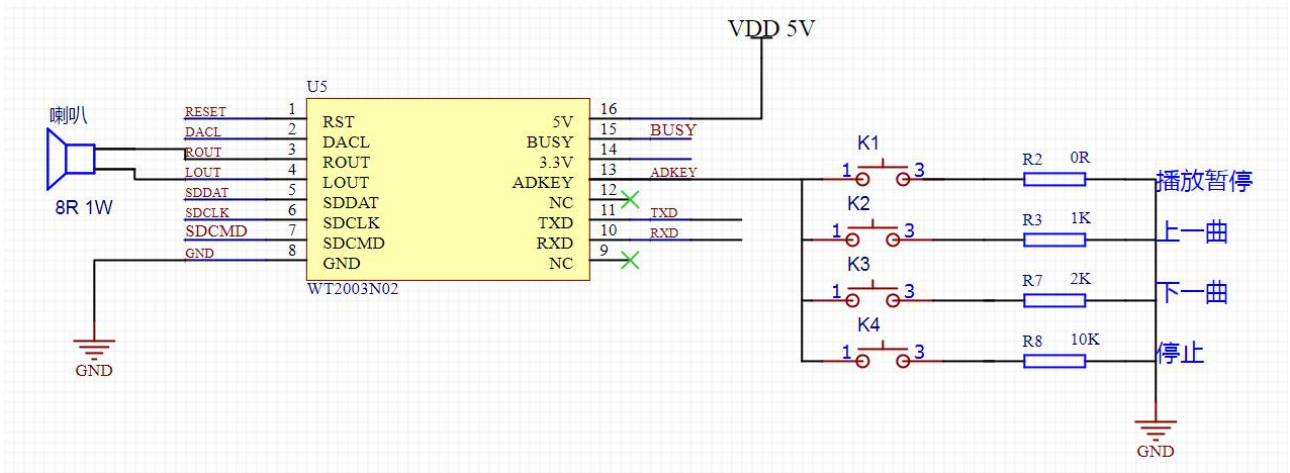 VDD 5V
U5
喇叭
8R 1W
RESET 1 RST
DACL 2 DACL
ROUT 3 ROUT
LOUT 4 LOUT
SDDAT 5 SDDAT
SDCLK 6 SDCLK
SDCMD 7 SDCMD
GND 8 GND
5V 16
BUSY 15 BUSY
3.3V 14
ADKEY 13 ADKEY
NC 12
TXD 11 TXD
RXD 10 RXD
NC 9
WT2003N02
GND
K1
1 3 R2 0R 播放暂停
K2
1 3 R3 1K 上一曲
K3
1 3 R7 2K 下一曲
K4
1 3 R8 10K 停止
GND